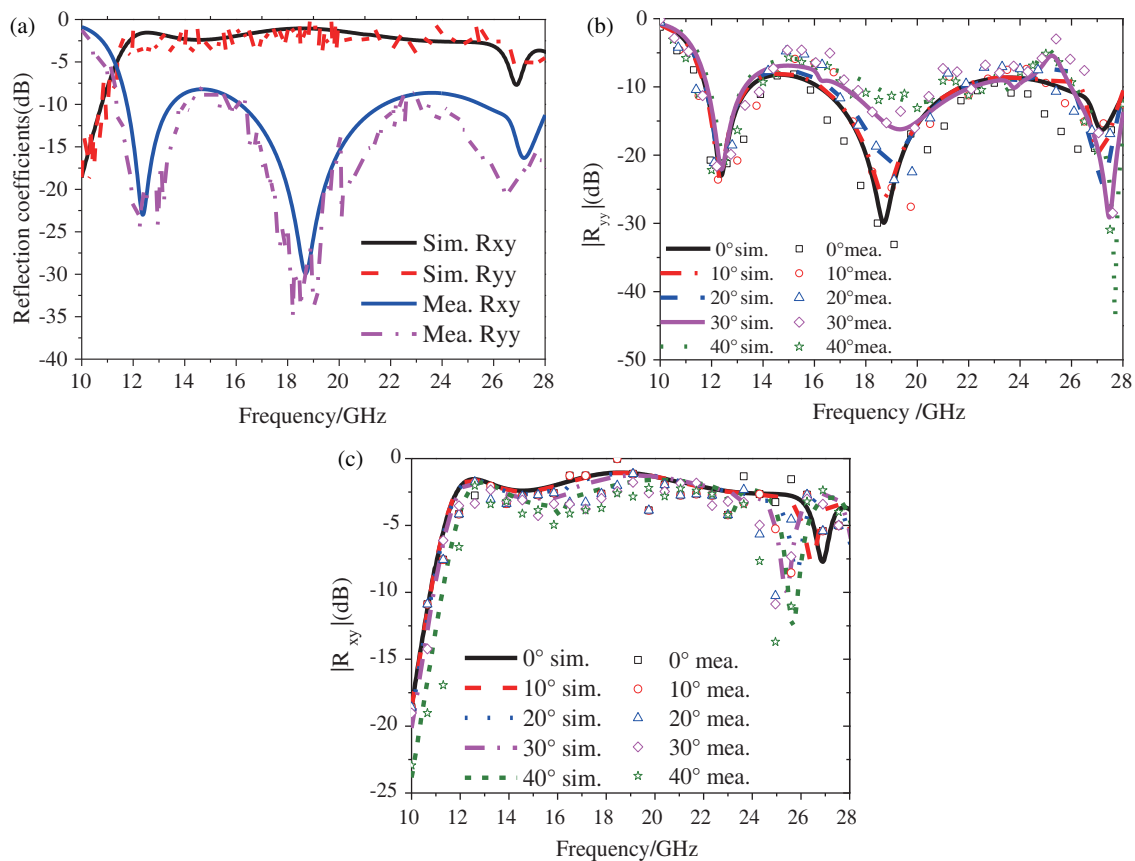 (a)
Reflection coefficients(dB)
0
-5
-10
-15
-20
-25
-30
-35
-40
10 12 14 16 18 20 22 24 26 28
Frequency/GHz
Sim. Rxy
Sim. Ryy
Mea. Rxy
Mea. Ryy
(b)
|Ryy|(dB)
0
-10
-20
-30
-40
-50
10 12 14 16 18 20 22 24 26 28
Frequency /GHz
0° sim. 0°mea.
10° sim. 10°mea.
20° sim. 20°mea.
30° sim. 30°mea.
40° sim. 40°mea.
(c)
|R xy|(dB)
0
-5
-10
-15
-20
-25
10 12 14 16 18 20 22 24 26 28
Frequency/GHz
0° sim. 0° mea.
10° sim. 10° mea.
20° sim. 20° mea.
30° sim. 30° mea.
40° sim. 40° mea.